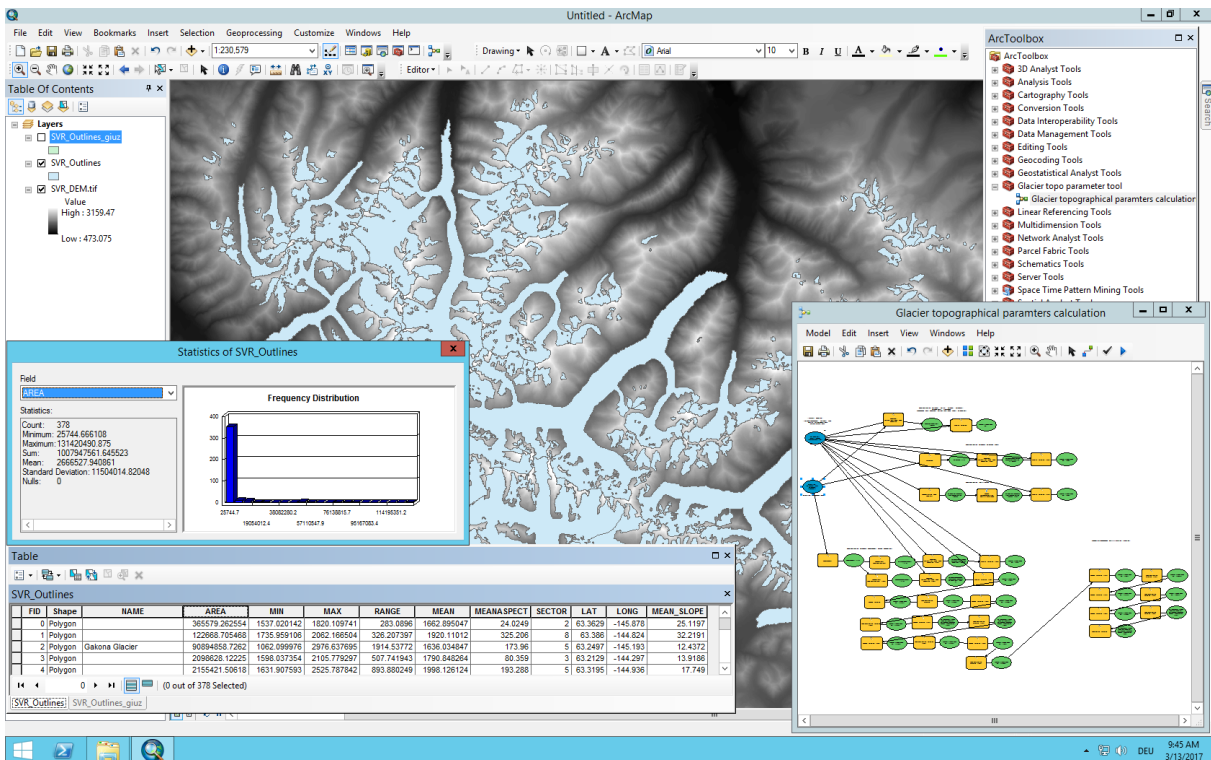 Untitled - ArcMap
File Edit View Bookmarks Insert Selection Geoprocessing Customize Windows Help
1:230,579
Drawing
Arial
10
B I U A
Editor
Table Of Contents
Layers
SVR_Outlines_giuz
SVR_Outlines
SVR_DEM.tif
Value
High : 3159.47
Low : 473.075
ArcToolbox
ArcToolbox
3D Analyst Tools
Analysis Tools
Cartography Tools
Conversion Tools
Data Interoperability Tools
Data Management Tools
Editing Tools
Geocoding Tools
Geostatistical Analyst Tools
Glacier topo parameter tool
Glacier topographical paramters calculation
Linear Referencing Tools
Multidimension Tools
Network Analyst Tools
Parcel Fabric Tools
Schematics Tools
Server Tools
Space Time Pattern Mining Tools
Search
Statistics of SVR_Outlines
Field
AREA
Statistics:
Count: 378
Minimum: 25744.666108
Maximum: 131420490.875
Sum: 1007947561.645523
Mean: 2666527.940861
Standard Deviation: 11504014.82048
Nulls: 0
Frequency Distribution
400
300
200
100
0
25744.7 38082280.2 76138815.7 114195351.2
19054012.4 57110547.9 95167083.4
Table
SVR_Outlines
FID Shape NAME AREA MIN MAX RANGE MEAN MEANASPECT SECTOR LAT LONG MEAN_SLOPE
0 Polygon 365579.262554 1537.020142 1820.109741 283.0896 1662.895047 24.0249 2 63.3629 -145.878 25.1197
1 Polygon 122668.705468 1735.959106 2062.166504 326.207397 1920.11012 325.206 8 63.386 -144.824 32.2191
2 Polygon Gakona Glacier 90894858.7262 1062.099976 2976.637695 1914.53772 1636.034847 173.96 5 63.2497 -145.193 12.4372
3 Polygon 2098628.12225 1598.037354 2105.779297 507.741943 1790.848264 80.359 3 63.2129 -144.297 13.9186
4 Polygon 2155421.50618 1631.907593 2525.787842 893.880249 1998.126124 193.288 5 63.3195 -144.936 17.749
0 (0 out of 378 Selected)
SVR_Outlines SVR_Outlines_giuz
Glacier topographical paramters calculation
Model Edit Insert View Windows Help
DEU
9:45 AM
3/13/2017